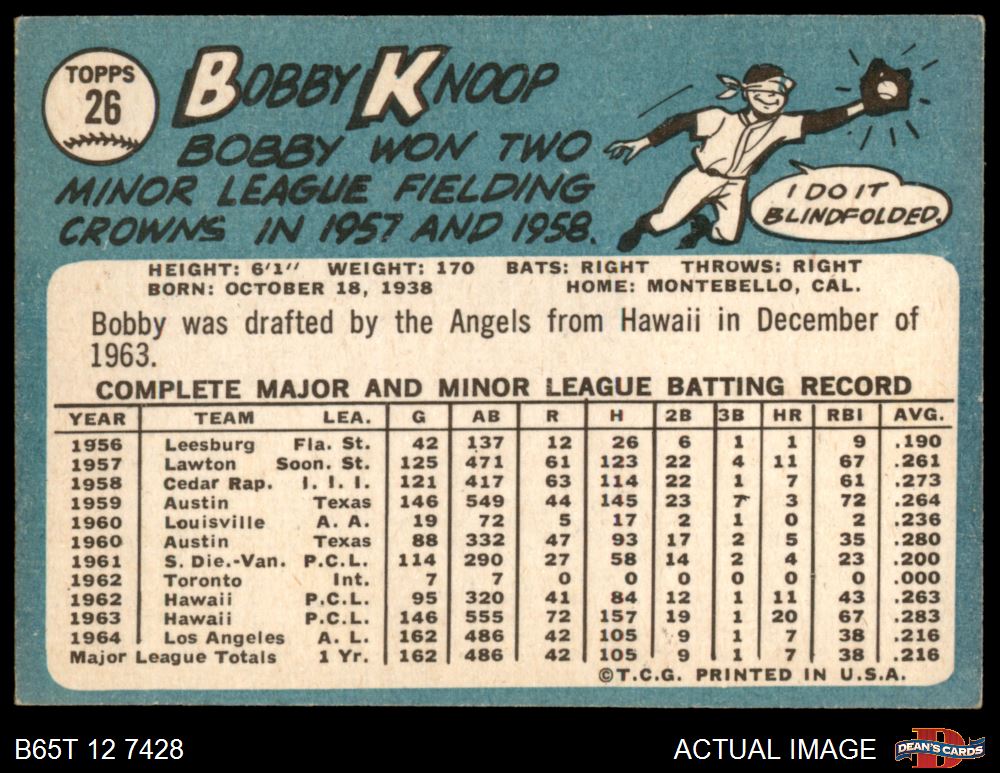 TOPPS
26
BOBBY KNOOP
BOBBY WON TWO
MINOR LEAGUE FIELDING
CROWNS IN 1957 AND 1958.
I DO IT
BLINDFOLDED.
HEIGHT: 6'1" WEIGHT: 170 BATS: RIGHT THROWS: RIGHT
BORN: OCTOBER 18, 1938 HOME: MONTEBELLO, CAL.
Bobby was drafted by the Angels from Hawaii in December of
1963.
COMPLETE MAJOR AND MINOR LEAGUE BATTING RECORD
YEAR TEAM LEA. G AB R H 2B 3B HR RBI AVG.
1956 Leesburg Fla. St. 42 137 12 26 6 1 1 9 .190
1957 Lawton Soon. St. 125 471 61 123 22 4 11 67 .261
1958 Cedar Rap. I. I. I. 121 417 63 114 22 1 7 61 .273
1959 Austin Texas 146 549 44 145 23 7 3 72 .264
1960 Louisville A. A. 19 72 5 17 2 1 0 2 .236
1960 Austin Texas 88 332 47 93 17 2 5 35 .280
1961 S. Die.-Van. P.C.L. 114 290 27 58 14 2 4 23 .200
1962 Toronto Int. 7 7 0 0 0 0 0 0 .000
1962 Hawaii P.C.L. 95 320 41 84 12 1 11 43 .263
1963 Hawaii P.C.L. 146 555 72 157 19 1 20 67 .283
1964 Los Angeles A. L. 162 486 42 105 9 1 7 38 .216
Major League Totals 1 Yr. 162 486 42 105 9 1 7 38 .216
©T.C.G. PRINTED IN U.S.A.
B65T 12 7428
ACTUAL IMAGE
D
DEAN'S CARDS